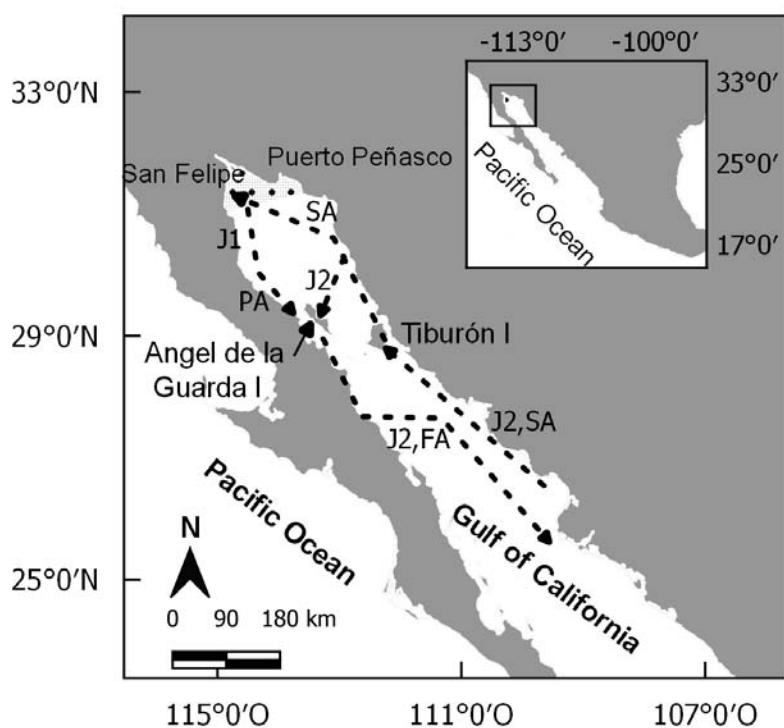 -113°0′ -100°0′
33°0′N
33°0′
25°0′
17°0′
Pacific Ocean
Puerto Peñasco
San Felipe
SA
J1
J2
PA
29°0′N
Tiburón I
Angel de la
Guarda I
J2,SA
J2,FA
Pacific Ocean
Gulf of California
N
25°0′N
0 90 180 km
115°0′O 111°0′O 107°0′O